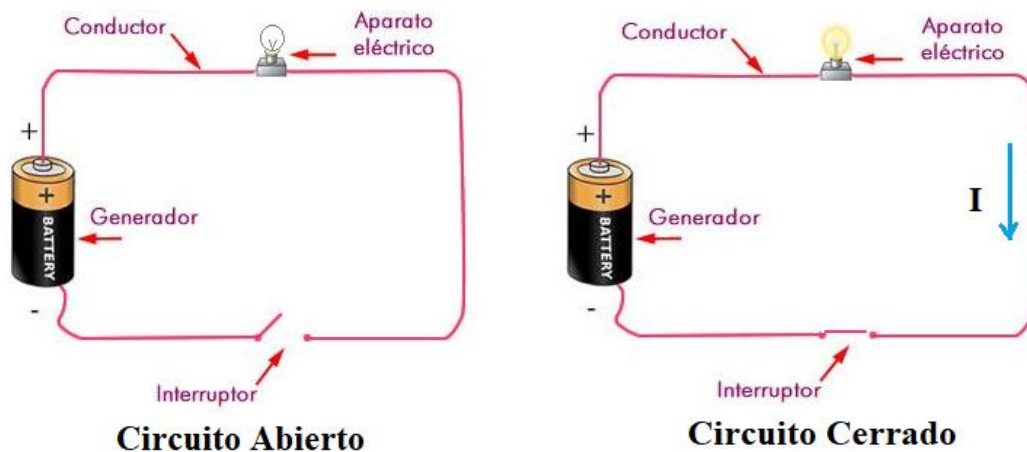 Conductor
Aparato
eléctrico
+
+
BATTERY
Generador
-
Interruptor
Circuito Abierto
Conductor
Aparato
eléctrico
+
+
BATTERY
Generador
I
-
Interruptor
Circuito Cerrado